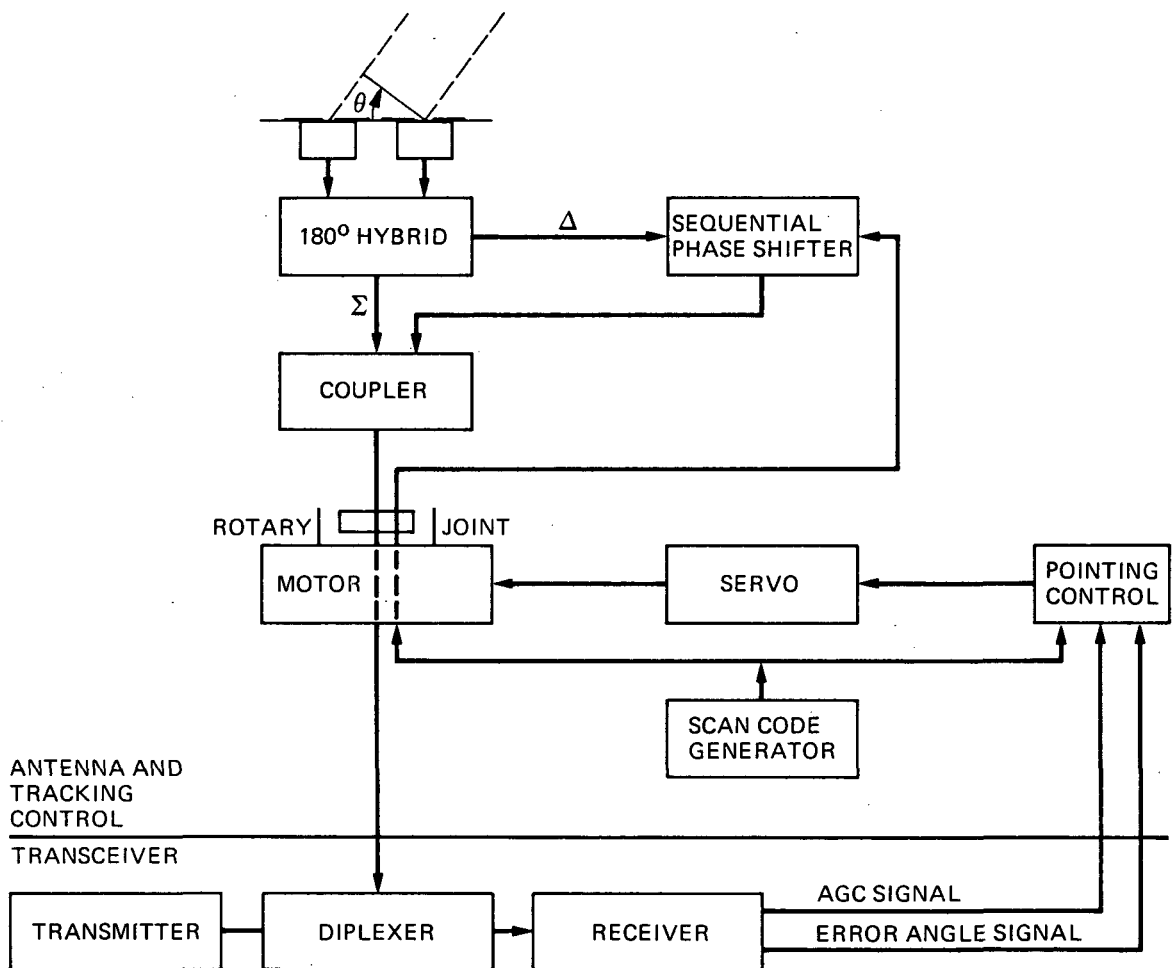 θ
180° HYBRID
Δ
SEQUENTIAL
PHASE SHIFTER
Σ
COUPLER
ROTARY
JOINT
MOTOR
SERVO
POINTING
CONTROL
SCAN CODE
GENERATOR
ANTENNA AND
TRACKING
CONTROL
TRANSCEIVER
TRANSMITTER
DIPLEXER
RECEIVER
AGC SIGNAL
ERROR ANGLE SIGNAL